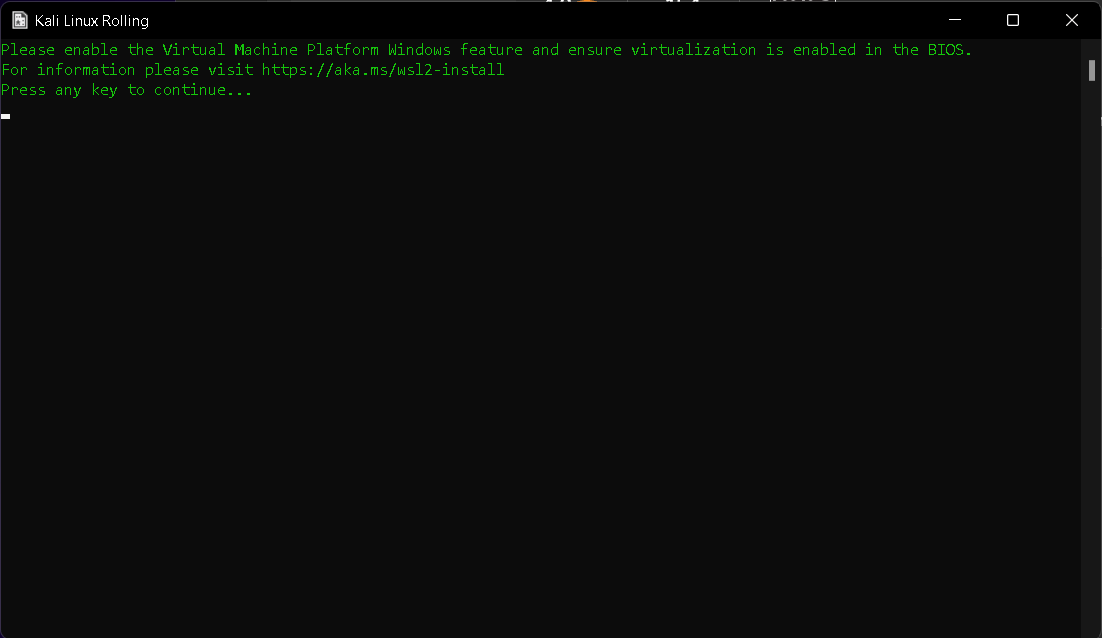 Kali Linux Rolling
Please enable the Virtual Machine Platform Windows feature and ensure virtualization is enabled in the BIOS.
For information please visit https://aka.ms/wsl2-install
Press any key to continue...